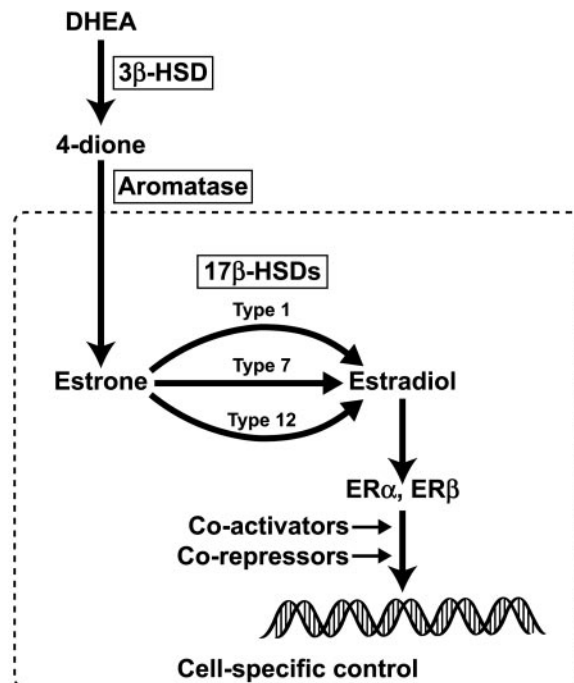 DHEA
3β-HSD
4-dione
Aromatase
17β-HSDs
Type 1
Estrone
Type 7
Estradiol
Type 12
ERα, ERβ
Co-activators
Co-repressors
Cell-specific control